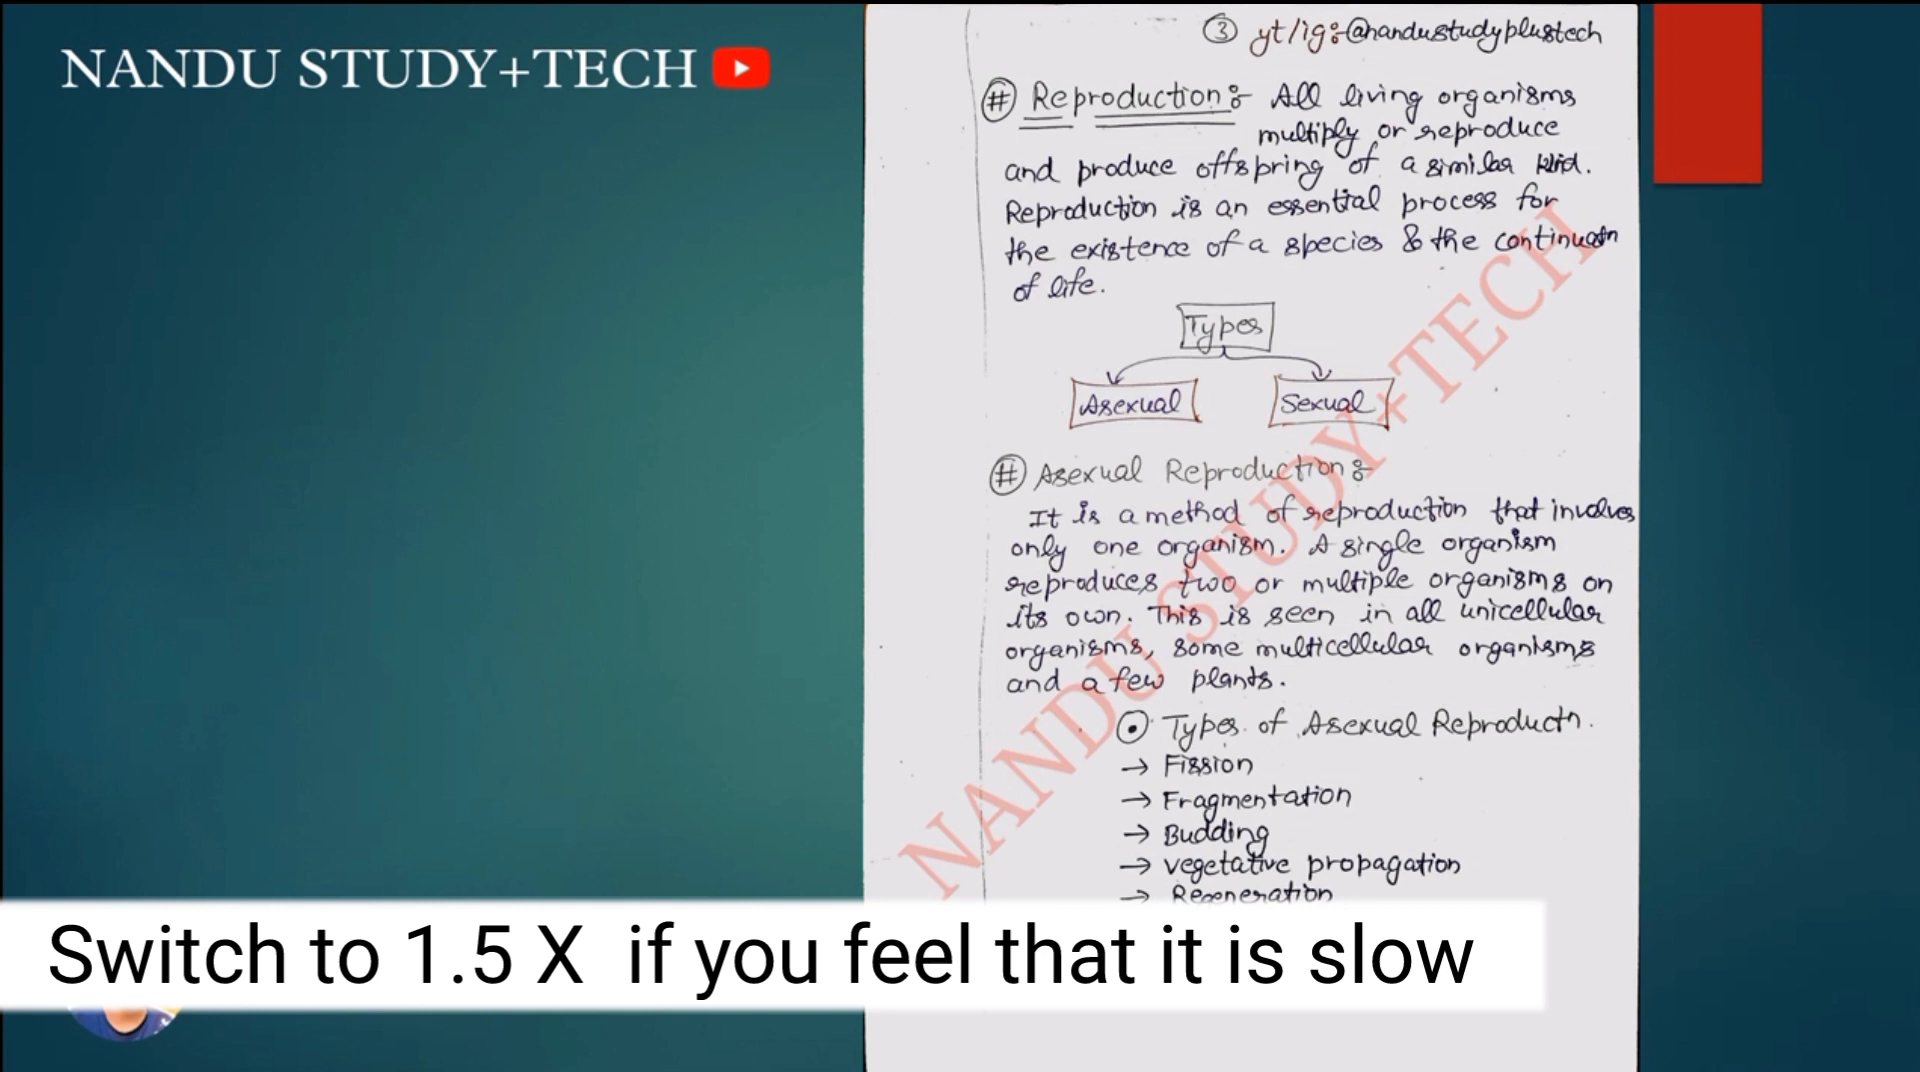 NANDU STUDY+TECH
③ yt/ig:-@nandustudyplustech
# Reproduction:- All living organisms
multiply or reproduce
and produce offspring of a similar kind.
Reproduction is an essential process for
the existence of a species & the continuatn
of life.
Types
Asexual Sexual
# Asexual Reproduction:-
It is a method of reproduction that involves
only one organism. A single organism
reproduces two or multiple organisms on
its own. This is seen in all unicellular
organisms, some multicellular organisms
and a few plants.
⊙ Types of Asexual Reproductn.
→ Fission
→ Fragmentation
→ Budding
→ vegetative propagation
→ Regeneration
NANDU STUDY+TECH
Switch to 1.5 X if you feel that it is slow